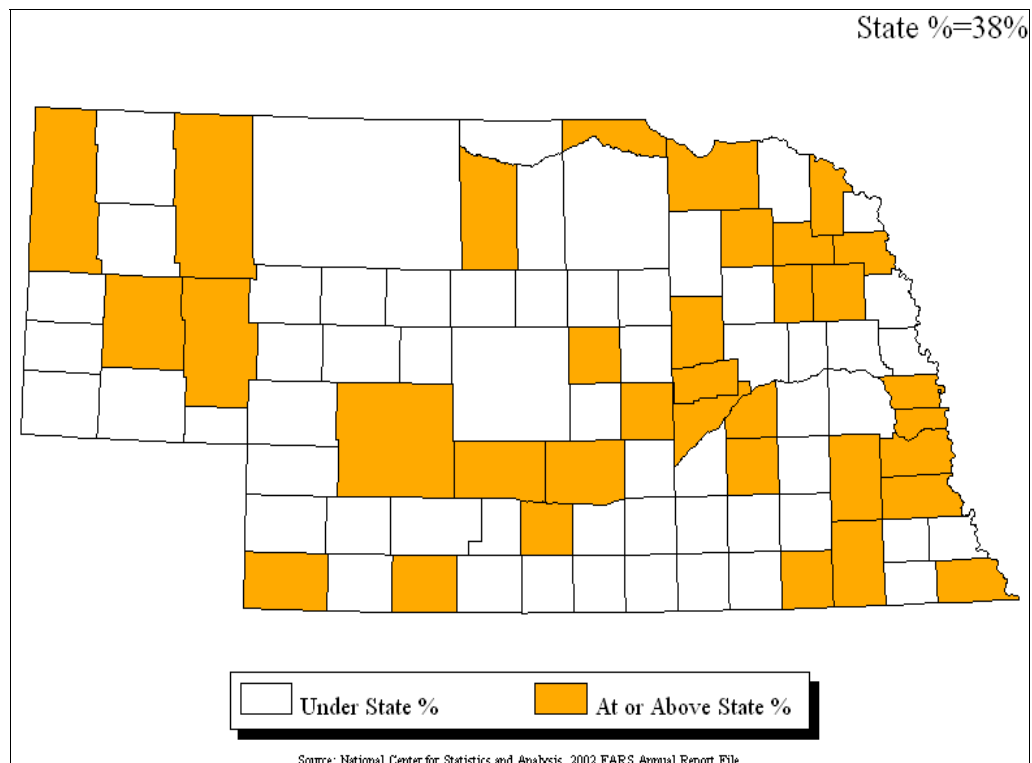 State %=38%
Under State %
At or Above State %
Source: National Center for Statistics and Analysis, 2002 FARS Annual Report File